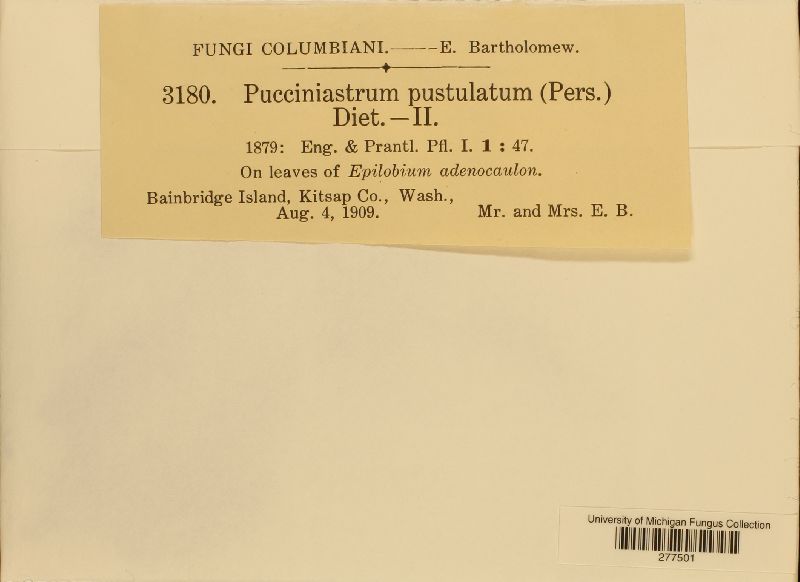 FUNGI COLUMBIANI.——E. Bartholomew.
3180. Pucciniastrum pustulatum (Pers.)
Diet.—II.
1879: Eng. & Prantl. Pfl. I. 1 : 47.
On leaves of Epilobium adenocaulon.
Bainbridge Island, Kitsap Co., Wash.,
Aug. 4, 1909. Mr. and Mrs. E. B.
University of Michigan Fungus Collection
277501